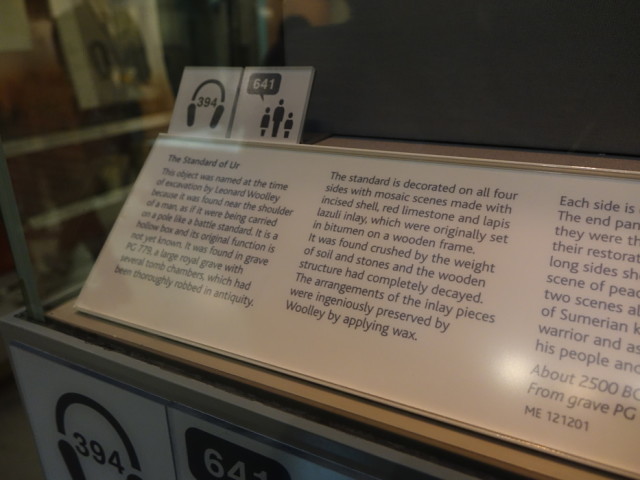 394
641
The Standard of Ur
This object was named at the time
of excavation by Leonard Woolley
because it was found near the shoulder
of a man, as if it were being carried
on a pole like a battle standard. It is a
hollow box and its original function is
not yet known. It was found in grave
PG 779, a large royal grave with
several tomb chambers, which had
been thoroughly robbed in antiquity.
The standard is decorated on all four
sides with mosaic scenes made with
incised shell, red limestone and lapis
lazuli inlay, which were originally set
in bitumen on a wooden frame.
It was found crushed by the weight
of soil and stones and the wooden
structure had completely decayed.
The arrangements of the inlay pieces
were ingeniously preserved by
Woolley by applying wax.
Each side is
The end pan
they were th
their restorat
long sides sh
scene of peac
two scenes al
of Sumerian k
warrior and as
his people and
About 2500 BC
From grave PG
ME 121201
394
641